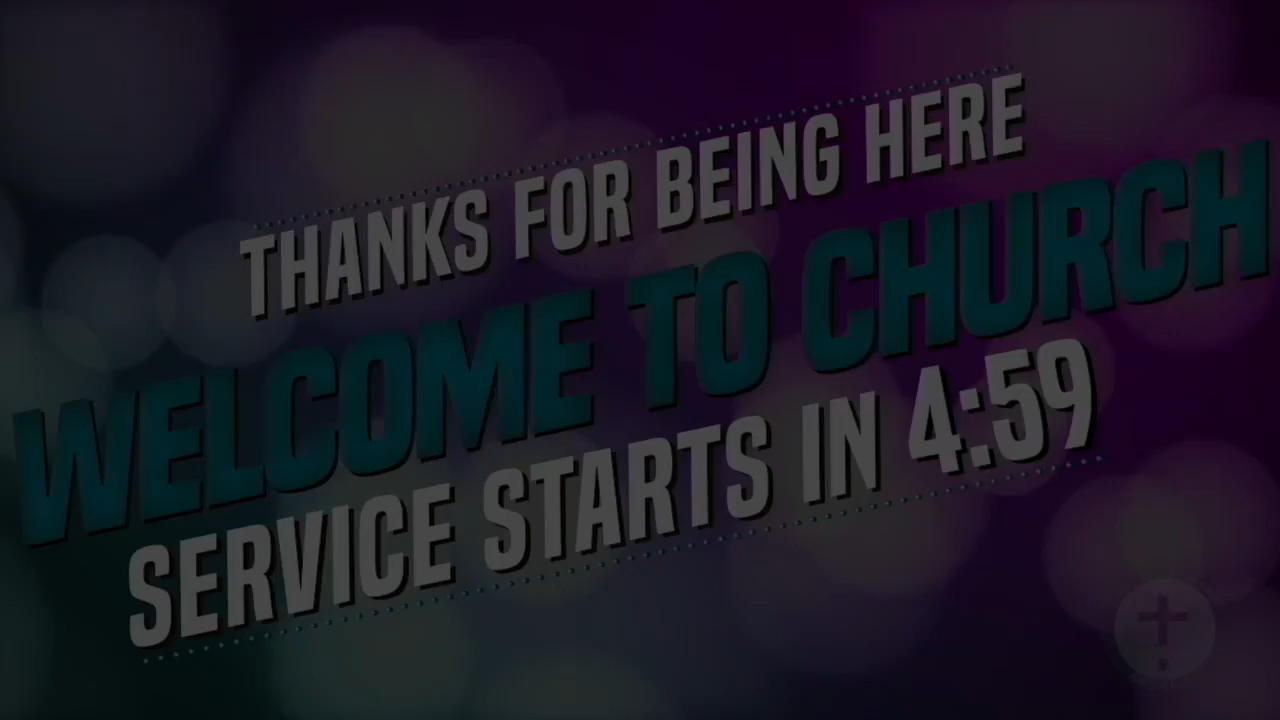 THANKS FOR BEING HERE
WELCOME TO CHURCH
SERVICE STARTS IN 4:59